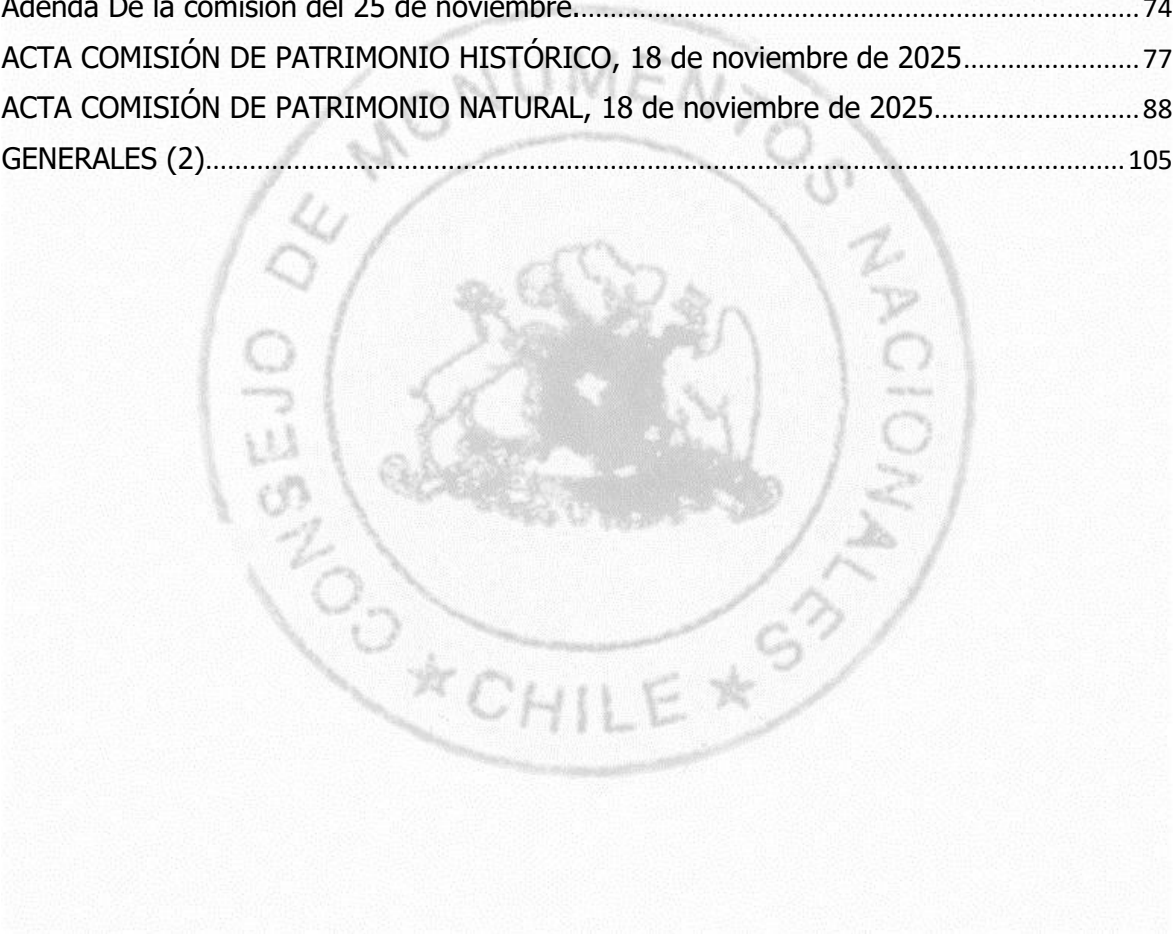 Adenda De la comisión del 25 de noviembre.....74
ACTA COMISIÓN DE PATRIMONIO HISTÓRICO, 18 de noviembre de 2025.....77
ACTA COMISIÓN DE PATRIMONIO NATURAL, 18 de noviembre de 2025.....88
GENERALES (2).....105
CONSEJO DE MONUMENTOS NACIONALES
★ CHILE ★